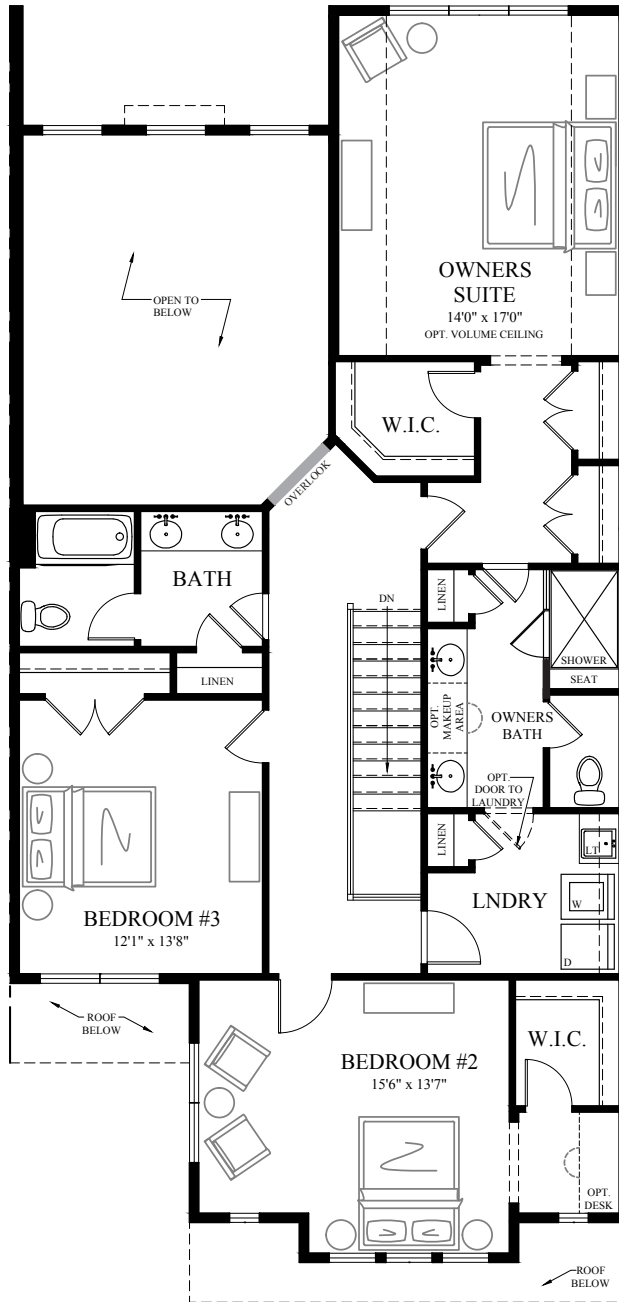 OWNERS
SUITE
14'0" x 17'0"
OPT. VOLUME CEILING
OPEN TO
BELOW
W.I.C.
OVERLOOK
BATH
LINEN
DN
LINEN
SHOWER
SEAT
OPT.
MAKEUP
AREA
OWNERS
BATH
OPT.
DOOR TO
LAUNDRY
LINEN
LT
LNDRY
W
D
BEDROOM #3
12'1" x 13'8"
ROOF
BELOW
BEDROOM #2
15'6" x 13'7"
W.I.C.
OPT.
DESK
ROOF
BELOW